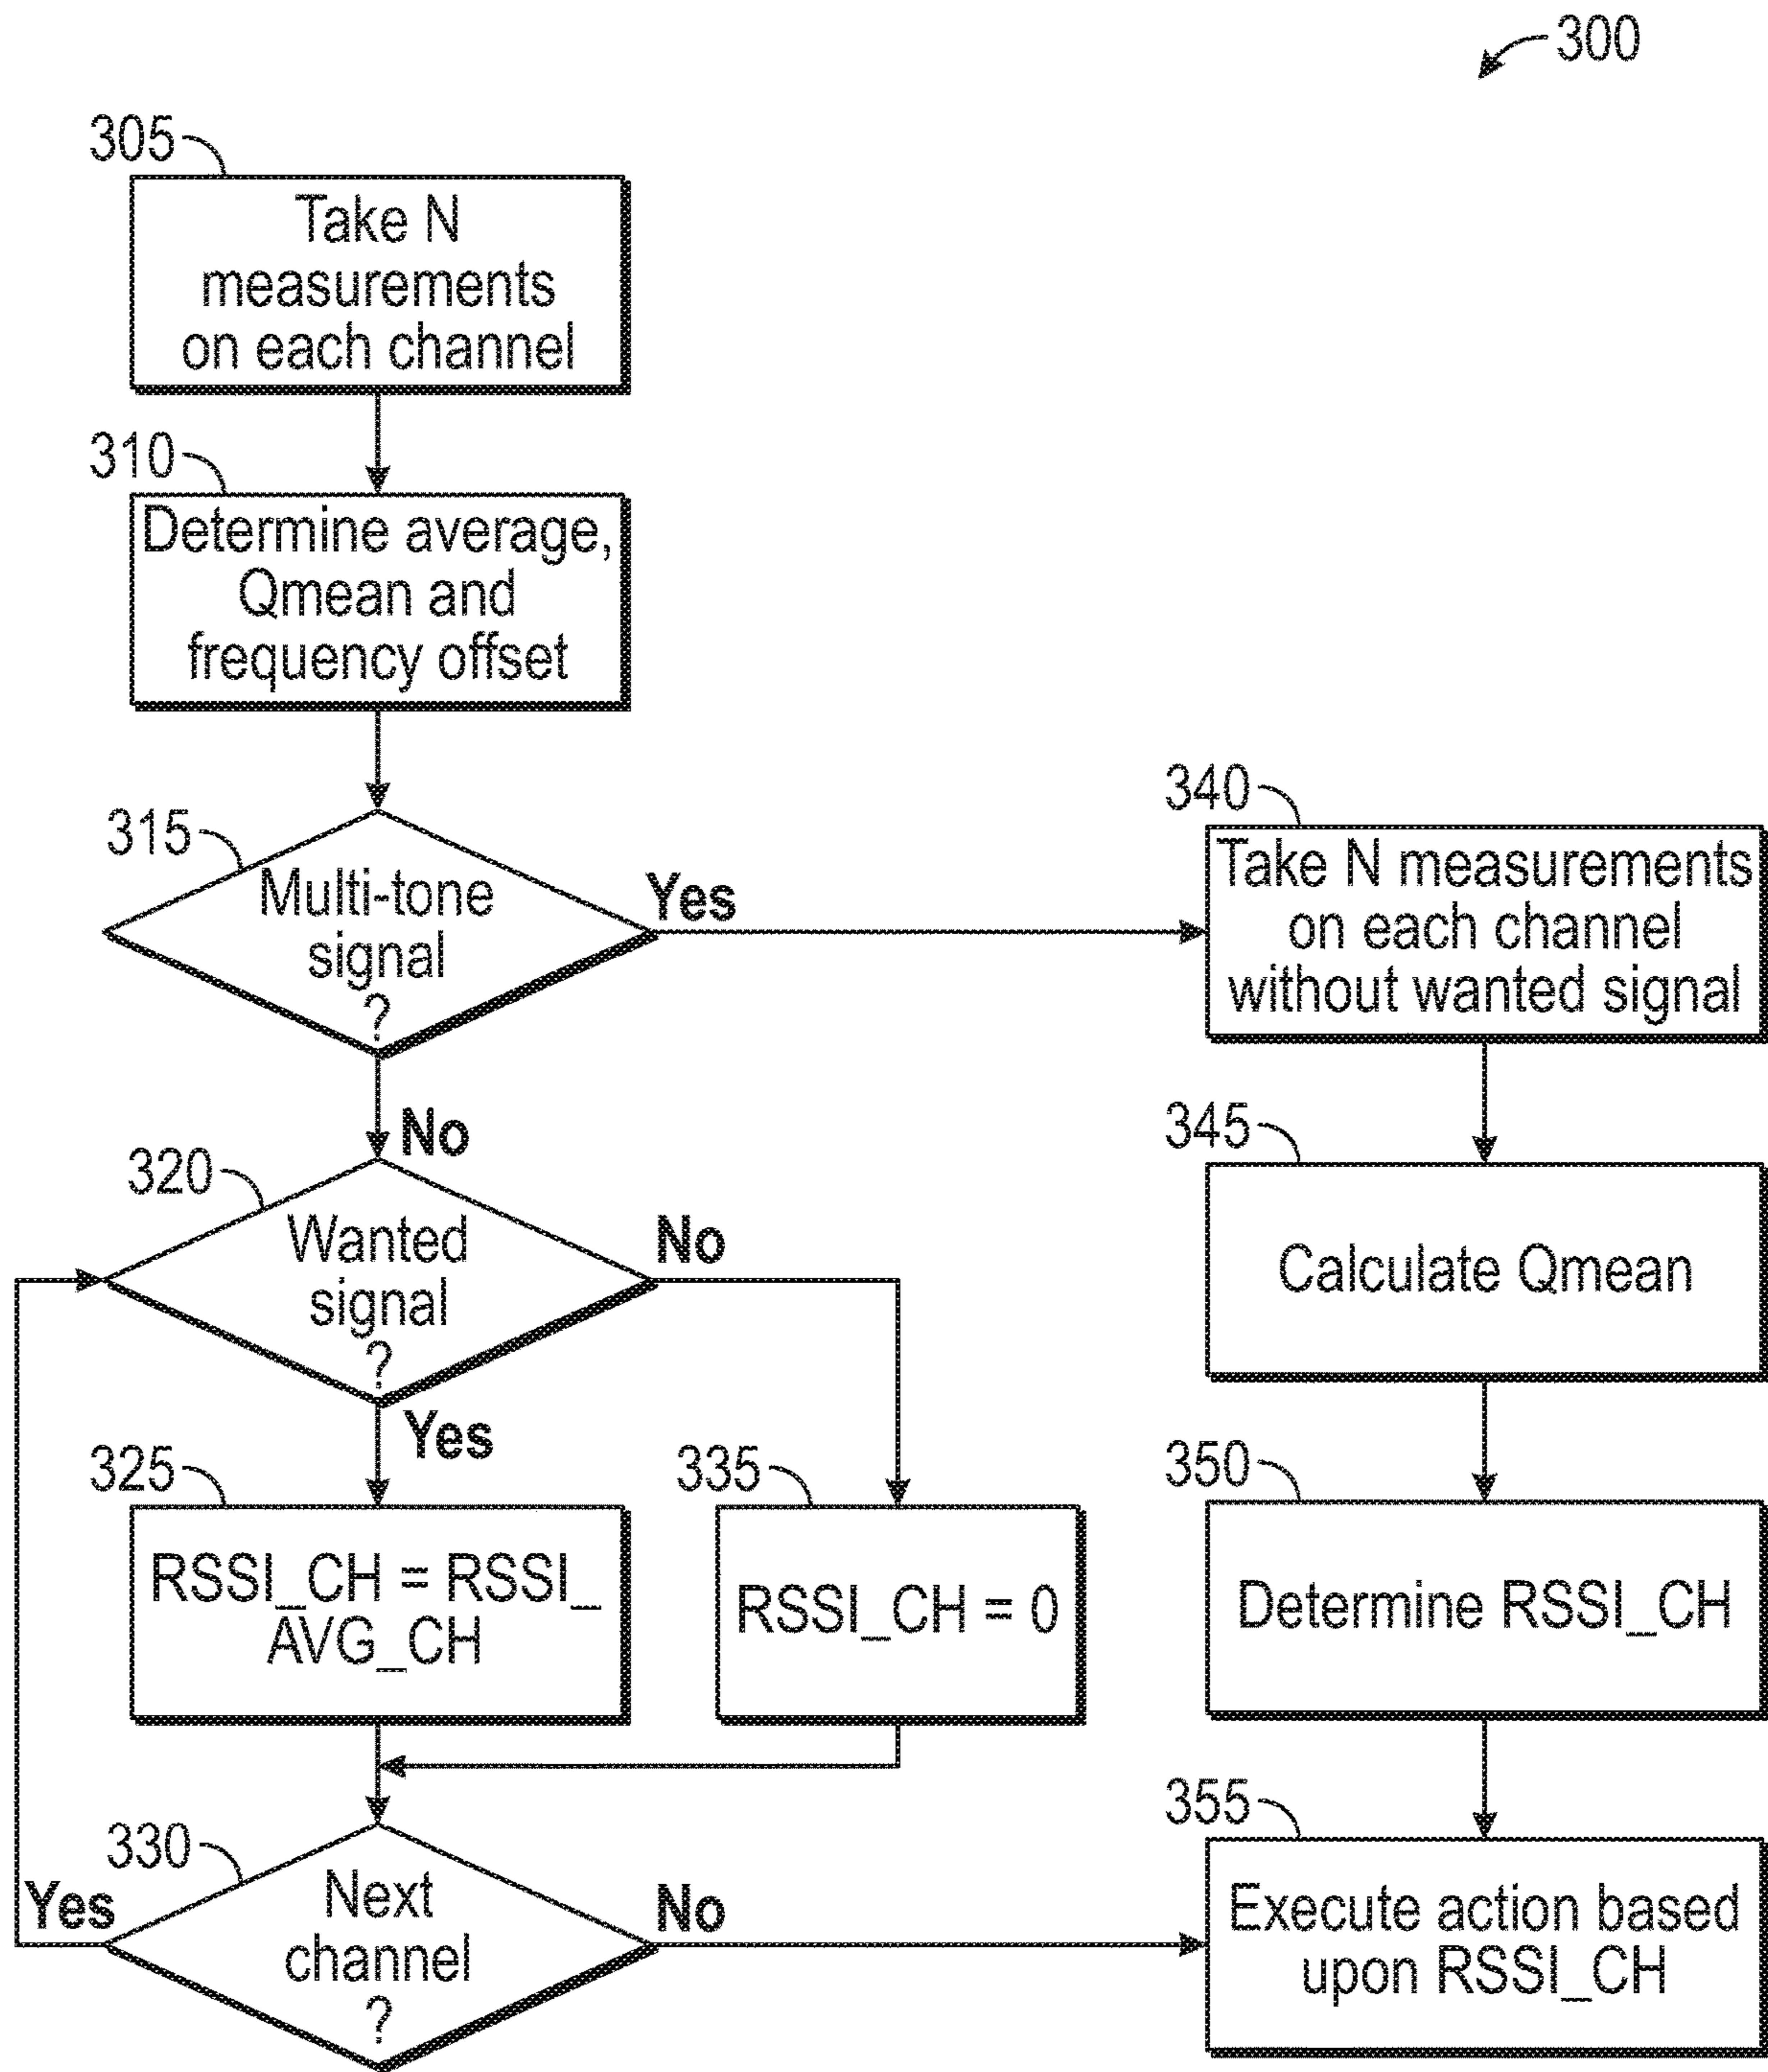 300
305
Take N
measurements
on each channel
310
Determine average,
Qmean and
frequency offset
315
Multi-tone
signal
?
Yes
No
340
Take N measurements
on each channel
without wanted signal
320
Wanted
signal
?
No
Yes
345
Calculate Qmean
325
RSSI_CH = RSSI_
AVG_CH
335
RSSI_CH = 0
350
Determine RSSI_CH
330
Next
channel
?
Yes
No
355
Execute action based
upon RSSI_CH